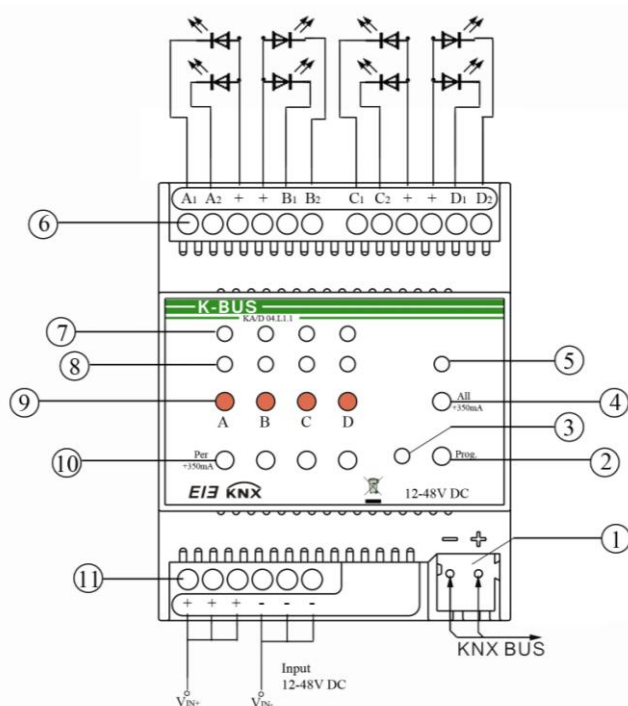 A1 A2 + + B1 B2 C1 C2 + + D1 D2
6
K-BUS
KA/D 04.L1.1
7
8
5
9
All
+350mA
4
A B C D
3
10
Per
+350mA
Prog.
2
EIB KNX
12-48V DC
- +
1
11
+ + + - - -
KNX BUS
Input
12-48V DC
VIN+ VIN-